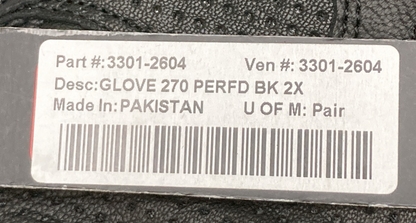 Part #: 3301-2604 Ven #: 3301-2604
Desc:GLOVE 270 PERFD BK 2X
Made In:PAKISTAN U OF M: Pair